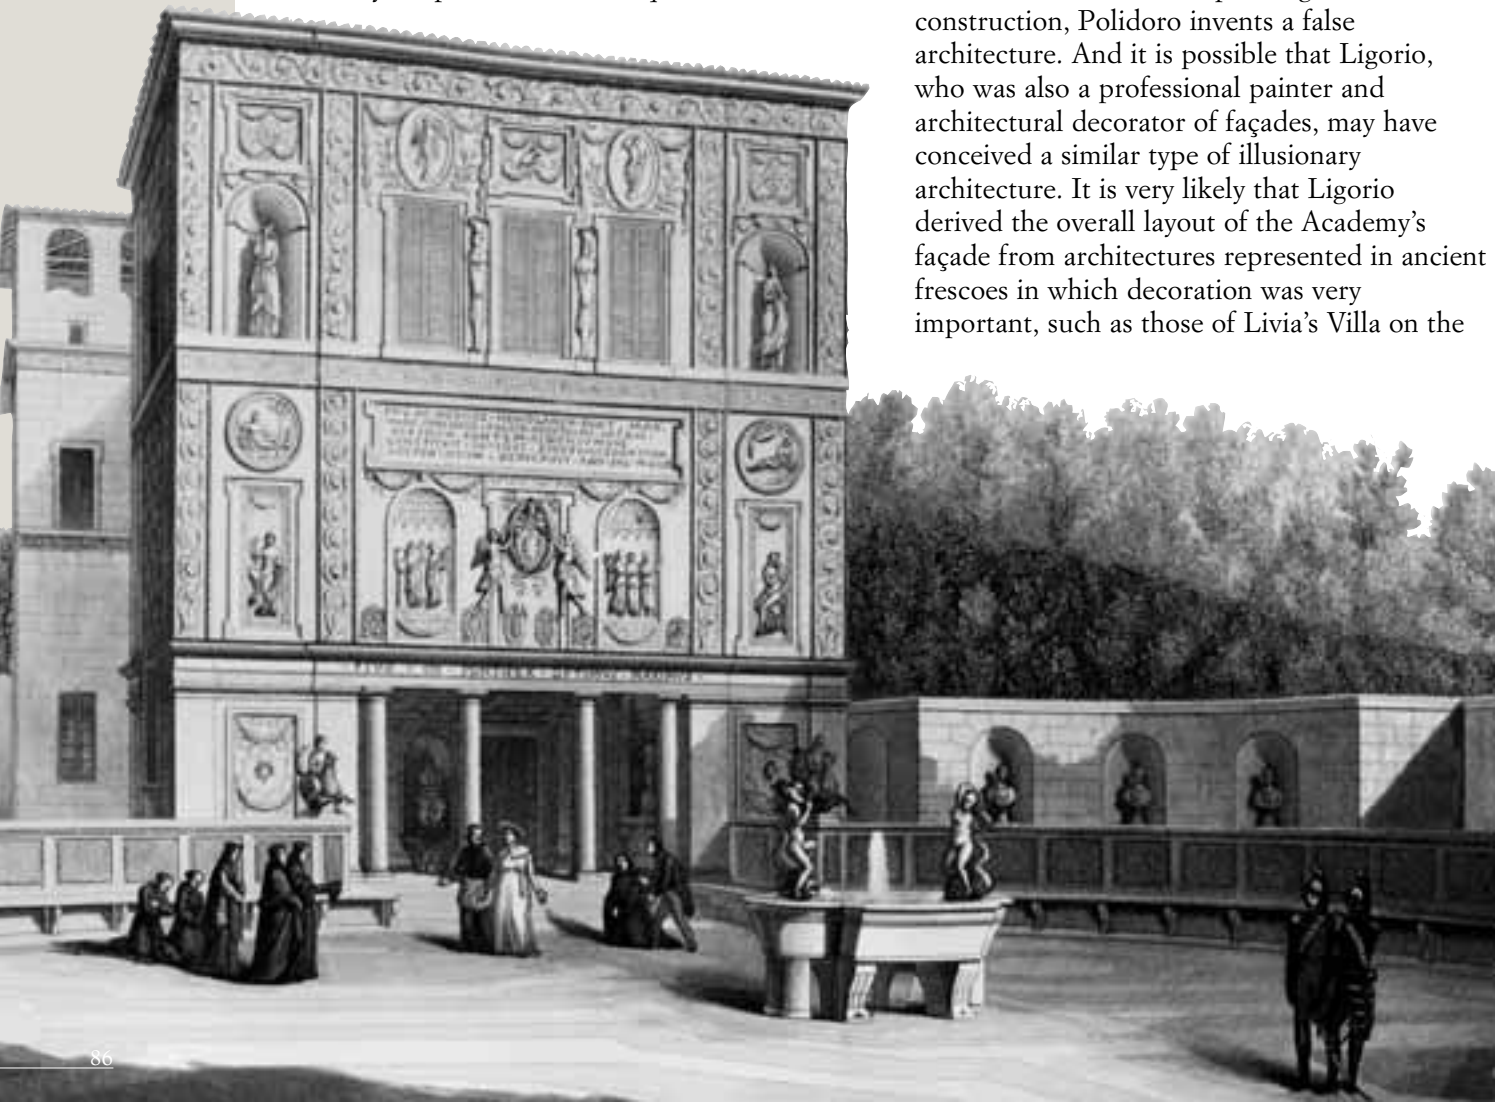 construction, Polidoro invents a false
architecture. And it is possible that Ligorio,
who was also a professional painter and
architectural decorator of façades, may have
conceived a similar type of illusionary
architecture. It is very likely that Ligorio
derived the overall layout of the Academy’s
façade from architectures represented in ancient
frescoes in which decoration was very
important, such as those of Livia’s Villa on the
86